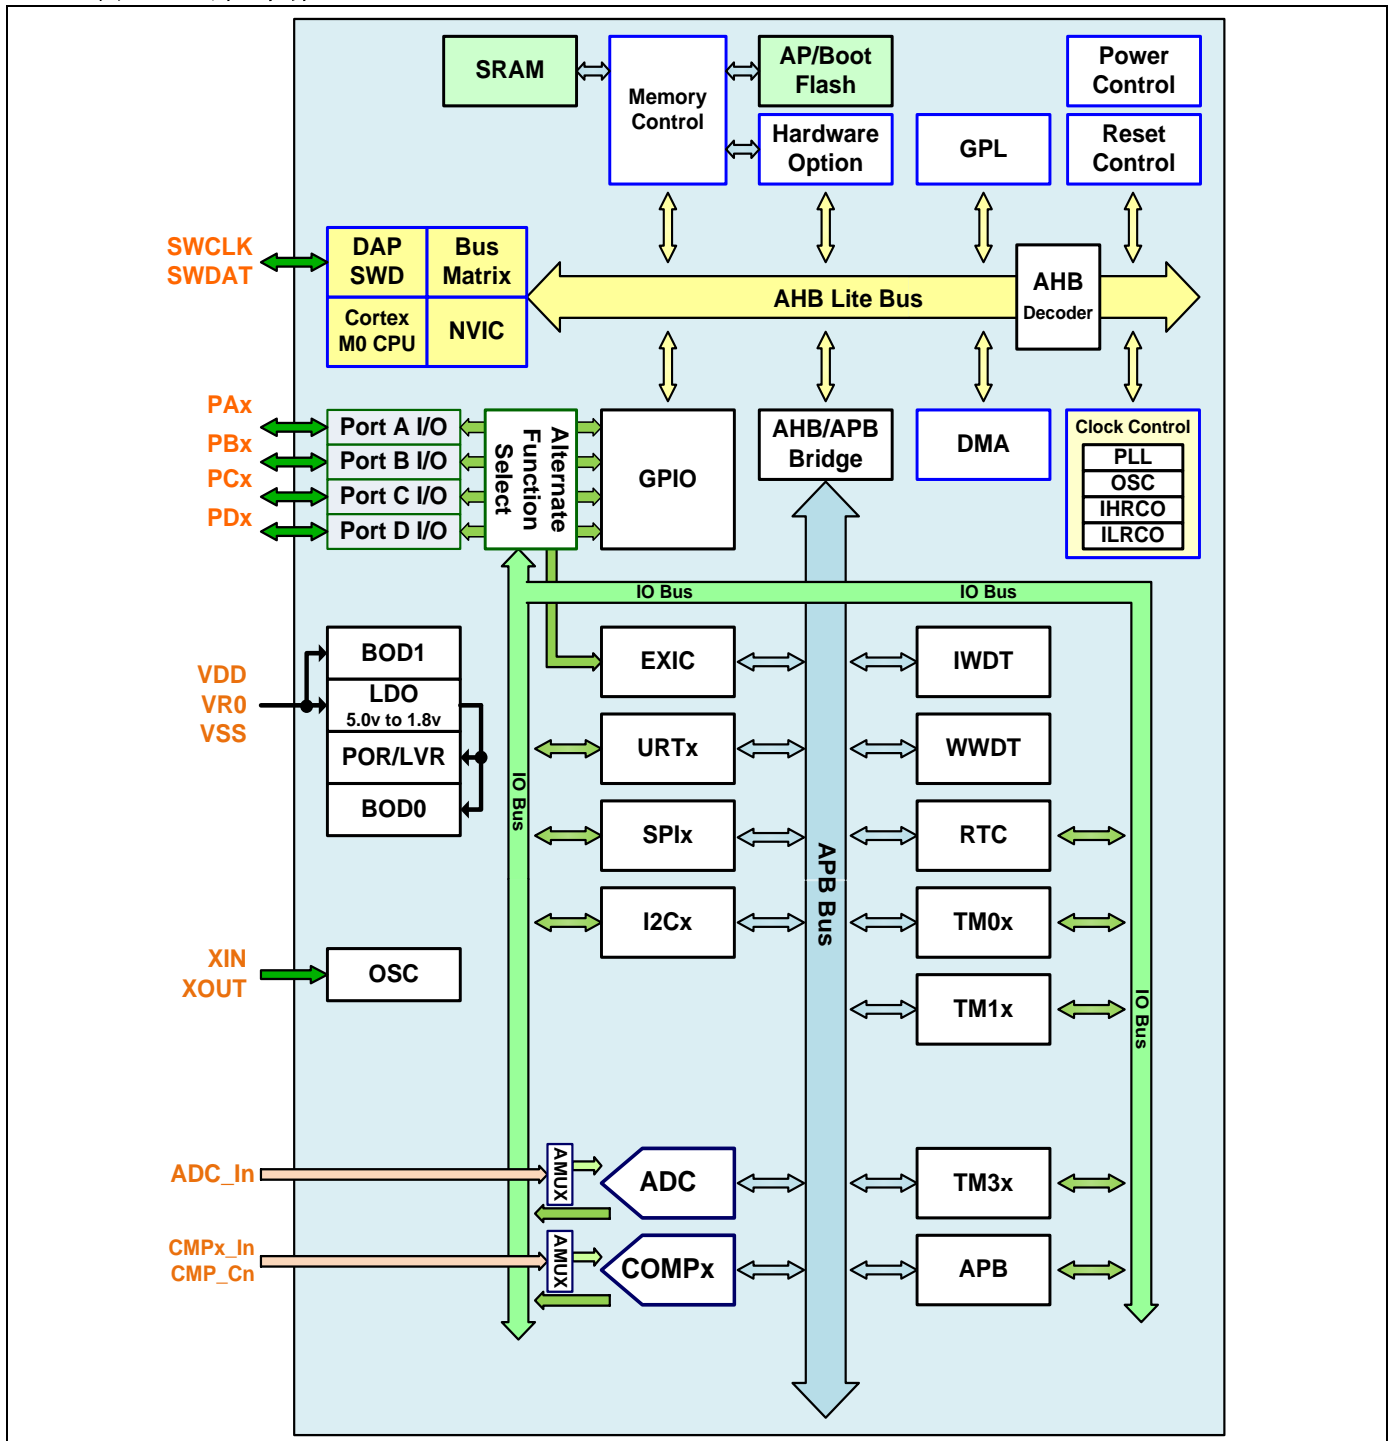 SRAM
Memory
Control
AP/Boot
Flash
Power
Control
Hardware
Option
GPL
Reset
Control
SWCLK
SWDAT
DAP
SWD
Bus
Matrix
Cortex
M0 CPU
NVIC
AHB Lite Bus
AHB
Decoder
PAx
PBx
PCx
PDx
Port A I/O
Port B I/O
Port C I/O
Port D I/O
Alternate
Function
Select
GPIO
AHB/APB
Bridge
DMA
Clock Control
PLL
OSC
IHRCO
ILRCO
IO Bus
IO Bus
VDD
VR0
VSS
BOD1
LDO
5.0v to 1.8v
POR/LVR
BOD0
IO Bus
EXIC
IWDT
URTx
WWDT
SPIx
RTC
APB Bus
I2Cx
TM0x
XIN
XOUT
OSC
TM1x
IO Bus
ADC_In
AMUX
ADC
TM3x
CMPx_In
CMP_Cn
AMUX
COMPx
APB